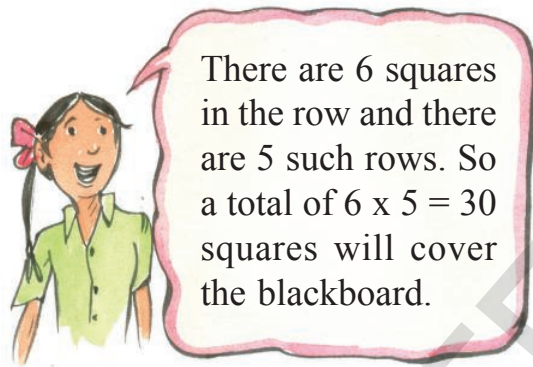 There are 6 squares
in the row and there
are 5 such rows. So
a total of 6 x 5 = 30
squares will cover
the blackboard.